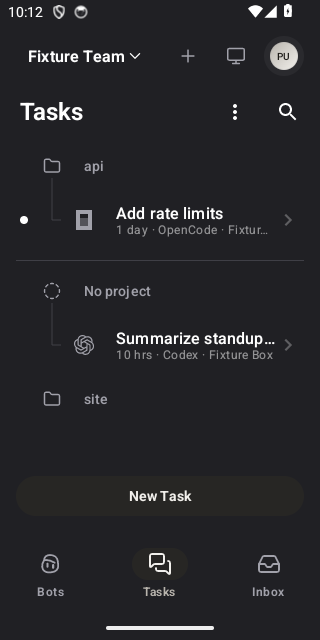 10:12
Fixture Team
PU
Tasks
api
Add rate limits
1 day · OpenCode · Fixtur...
No project
Summarize standup...
10 hrs · Codex · Fixture Box
site
New Task
Bots
Tasks
Inbox